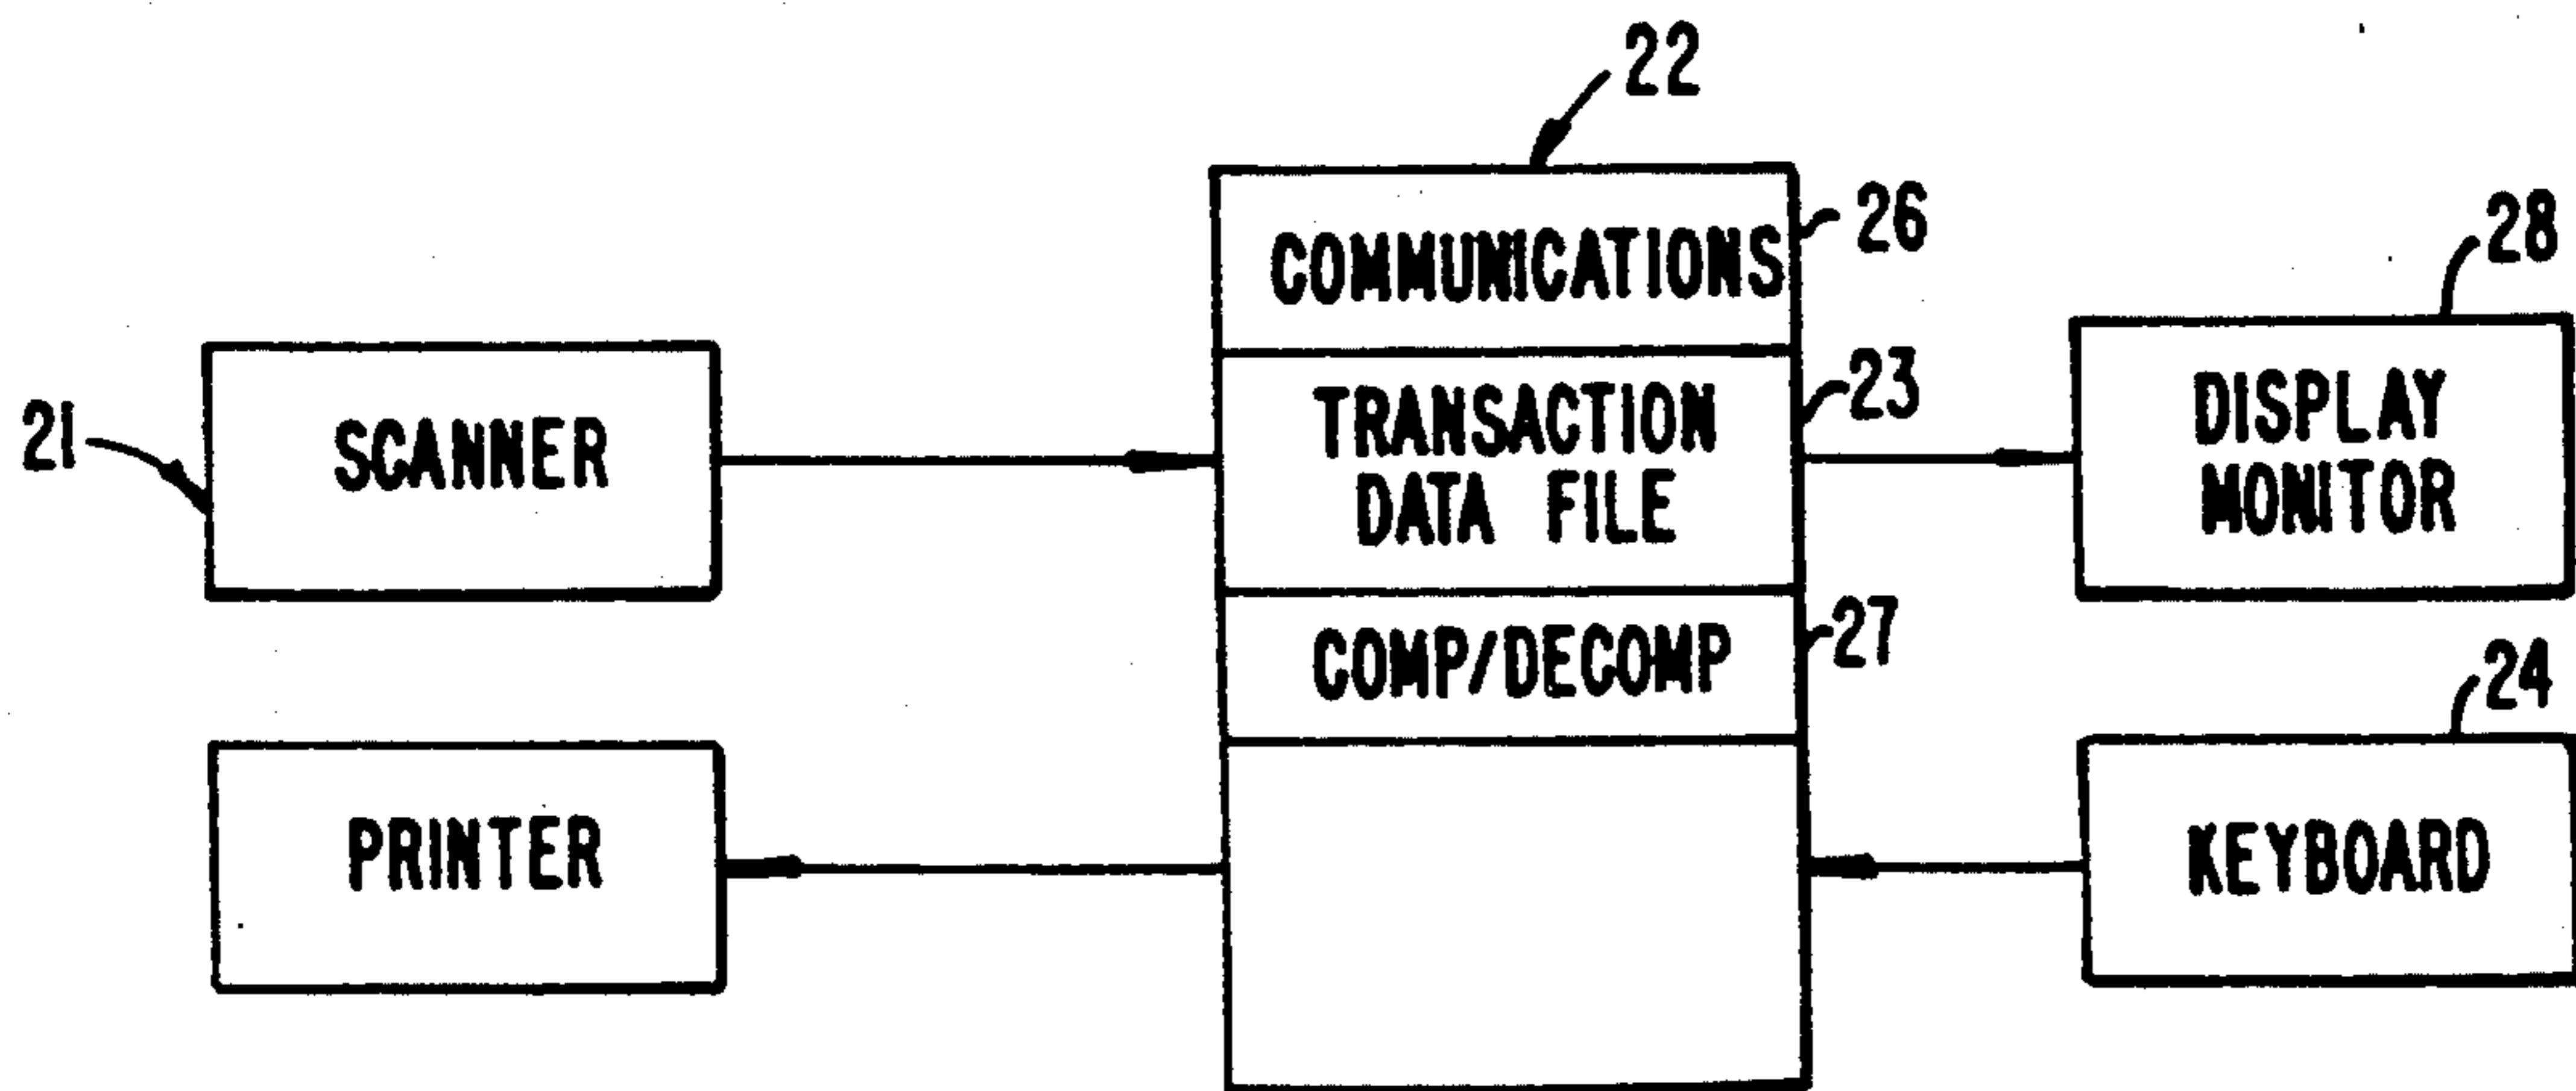 22
COMMUNICATIONS
26
28
21
SCANNER
TRANSACTION
DATA FILE
23
DISPLAY
MONITOR
COMP/DECOMP
27
24
PRINTER
KEYBOARD